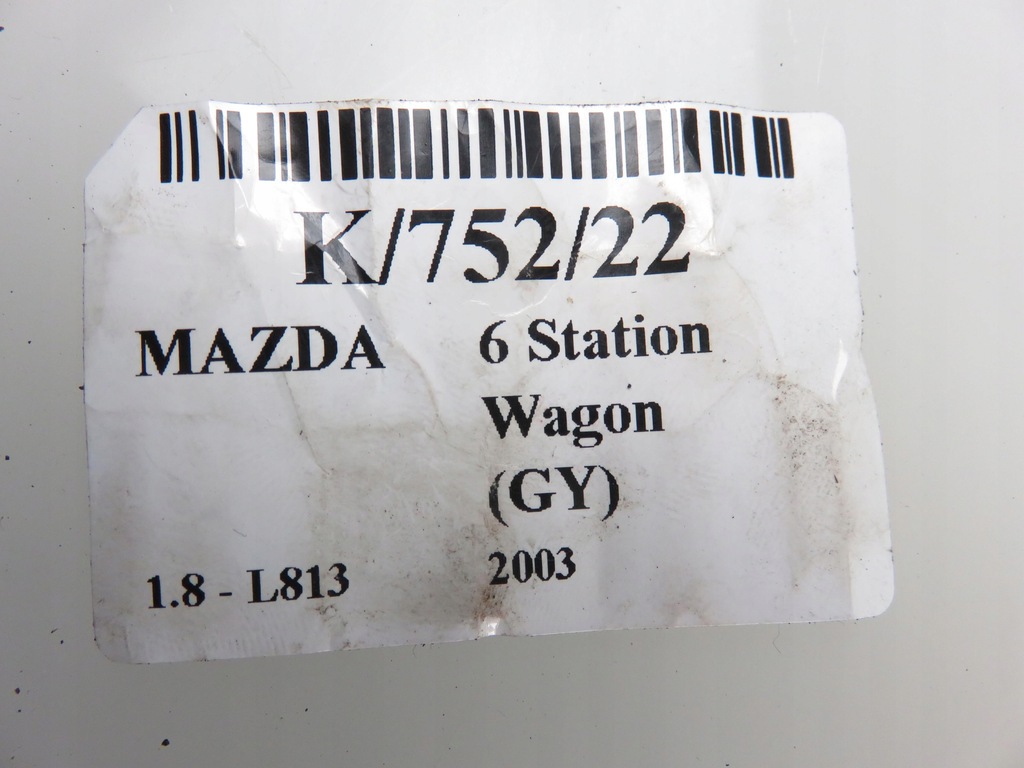 K/752/22
MAZDA 6 Station
Wagon
(GY)
1.8 - L813 2003